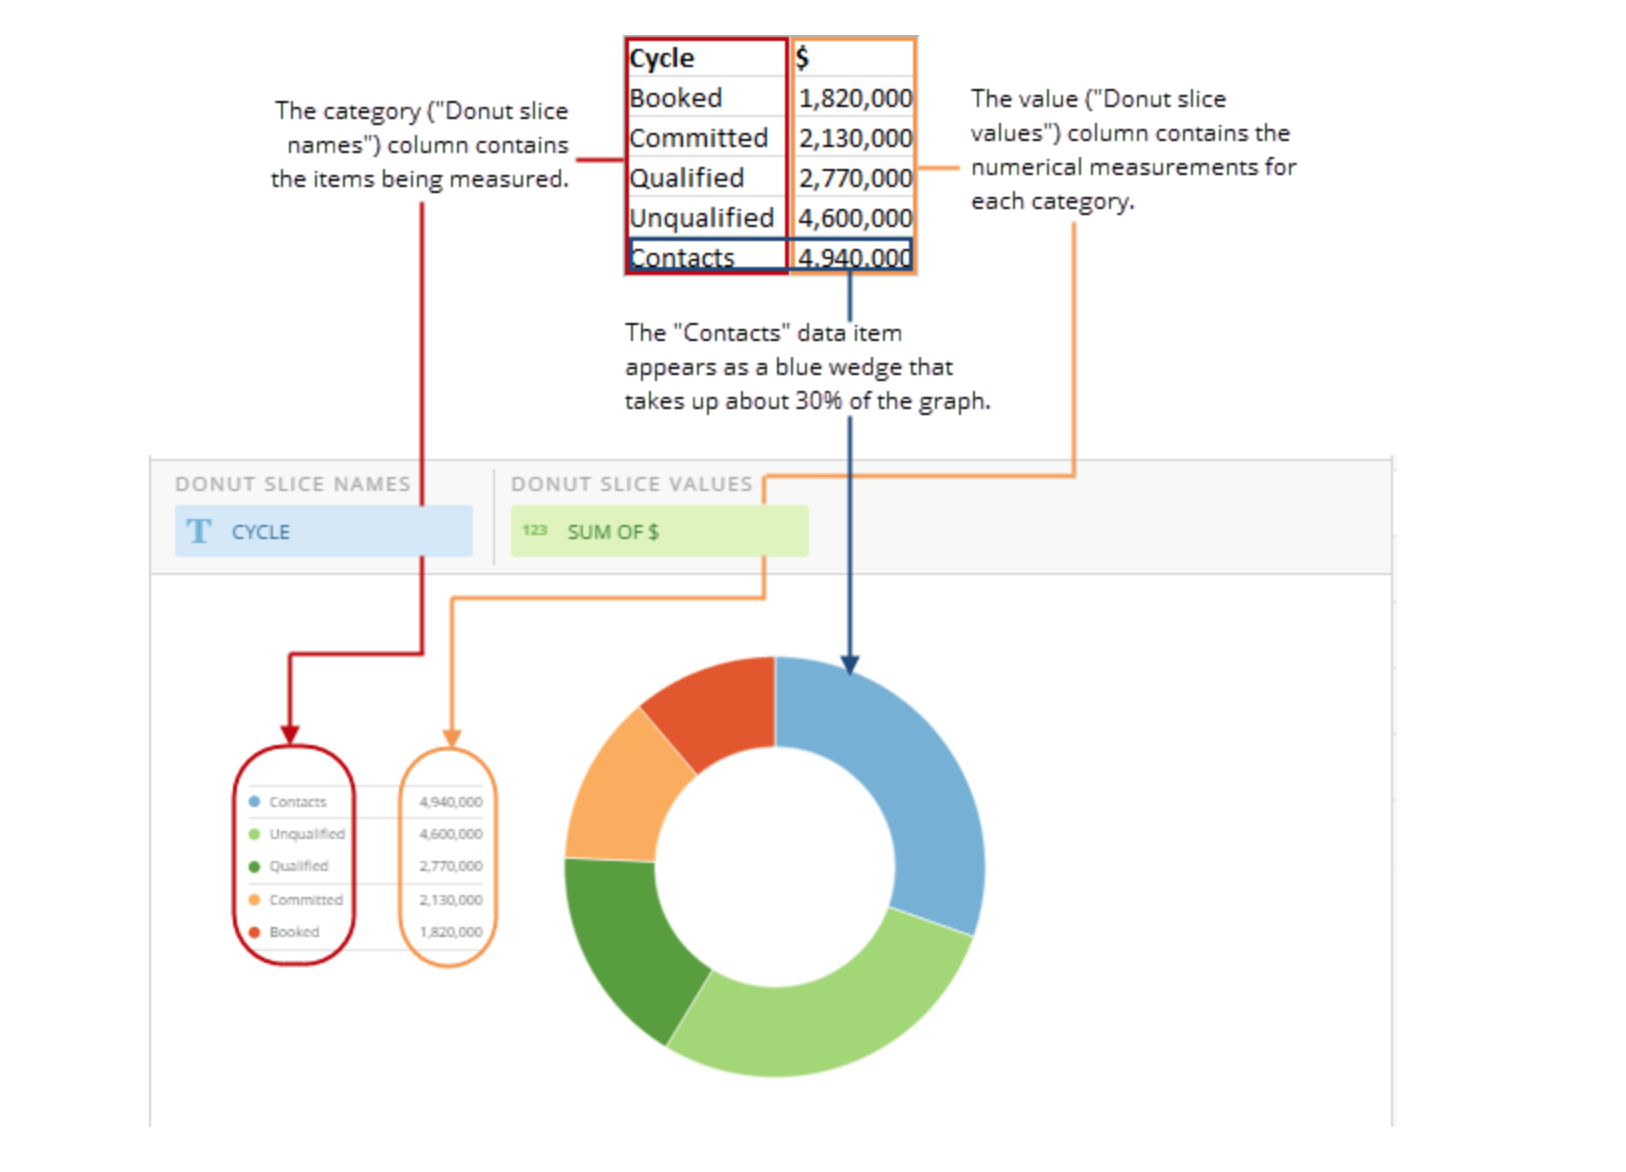 Cycle $
Booked 1,820,000
Committed 2,130,000
Qualified 2,770,000
Unqualified 4,600,000
Contacts 4,940,000
The category ("Donut slice
names") column contains
the items being measured.
The value ("Donut slice
values") column contains the
numerical measurements for
each category.
The "Contacts" data item
appears as a blue wedge that
takes up about 30% of the graph.
DONUT SLICE NAMES
T CYCLE
DONUT SLICE VALUES
123 SUM OF $
Contacts 4,940,000
Unqualified 4,600,000
Qualified 2,770,000
Committed 2,130,000
Booked 1,820,000